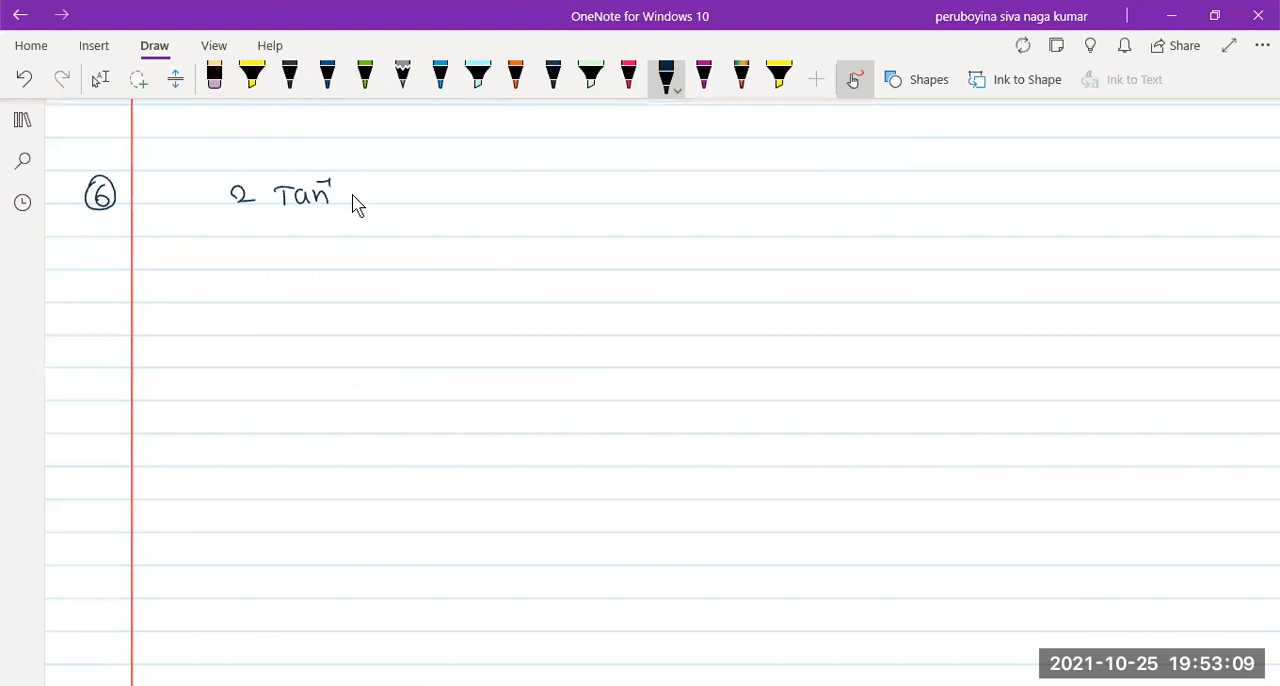 OneNote for Windows 10
peruboyina siva naga kumar
Home Insert Draw View Help
Share
Shapes Ink to Shape Ink to Text
⑥ 2 Tan⁻¹
2021-10-25 19:53:09